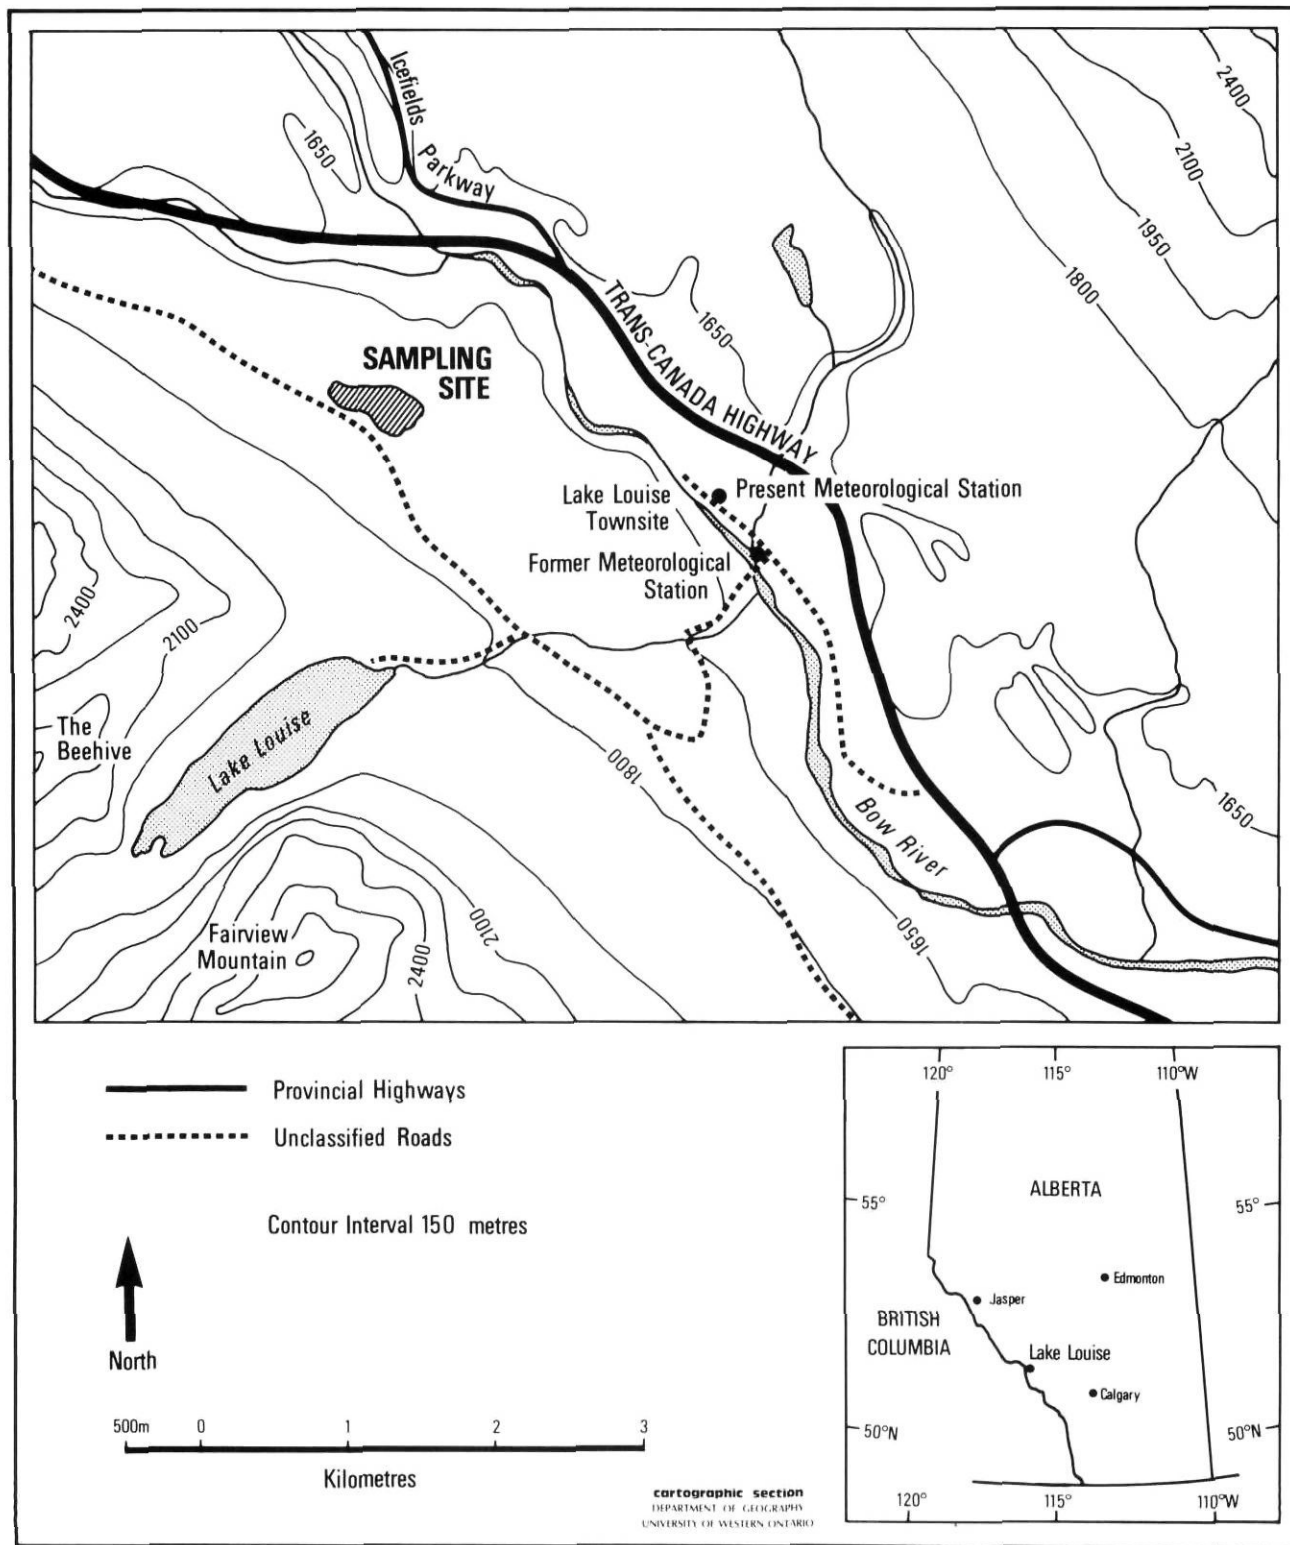 Icefields
Parkway
1650
2400
2100
1950
1800
1650
TRANS-CANADA HIGHWAY
SAMPLING
SITE
Present Meteorological Station
Lake Louise
Townsite
Former Meteorological
Station
2400
2100
The
Beehive
Lake Louise
1800
Bow River
1650
1650
Fairview
Mountain
2100
2400
Provincial Highways
Unclassified Roads
Contour Interval 150 metres
North
500m 0 1 2 3
Kilometres
cartographic section
DEPARTMENT OF GEOGRAPHY
UNIVERSITY OF WESTERN ONTARIO
120° 115° 110°W
ALBERTA
55° 55°
Edmonton
Jasper
BRITISH
COLUMBIA
Lake Louise
Calgary
50°N 50°N
120° 115° 110°W